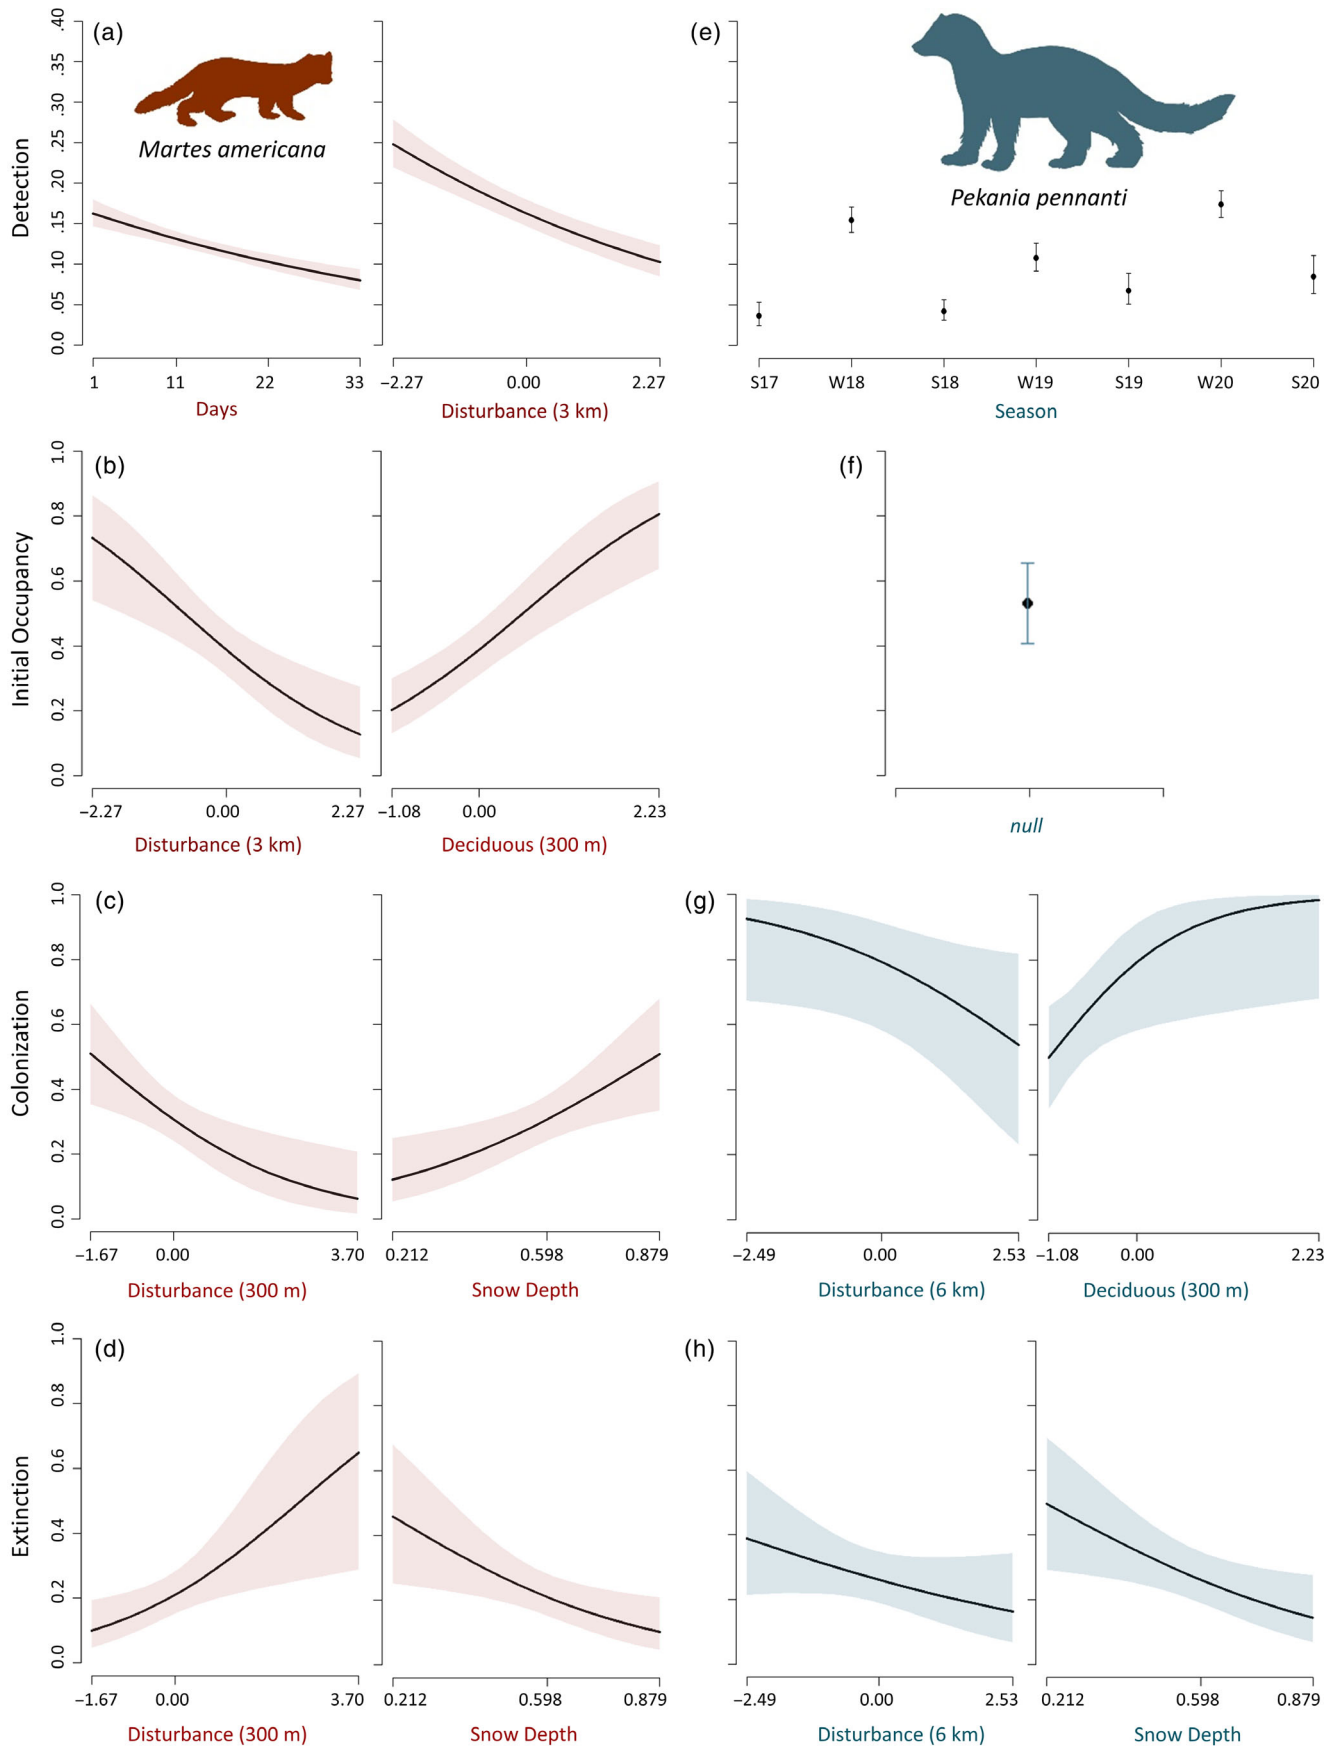 (a)
Martes americana
Detection
0.0 .05 .10 .15 .20 .25 .30 .35 .40
1 11 22 33
Days
−2.27 0.00 2.27
Disturbance (3 km)
(e)
Pekania pennanti
S17 W18 S18 W19 S19 W20 S20
Season
(b)
Initial Occupancy
0.0 0.2 0.4 0.6 0.8 1.0
−2.27 0.00 2.27
Disturbance (3 km)
−1.08 0.00 2.23
Deciduous (300 m)
(f)
null
(c)
Colonization
0.0 0.2 0.4 0.6 0.8 1.0
−1.67 0.00 3.70
Disturbance (300 m)
0.212 0.598 0.879
Snow Depth
(g)
−2.49 0.00 2.53
Disturbance (6 km)
−1.08 0.00 2.23
Deciduous (300 m)
(d)
Extinction
0.0 0.2 0.4 0.6 0.8 1.0
−1.67 0.00 3.70
Disturbance (300 m)
0.212 0.598 0.879
Snow Depth
(h)
−2.49 0.00 2.53
Disturbance (6 km)
0.212 0.598 0.879
Snow Depth